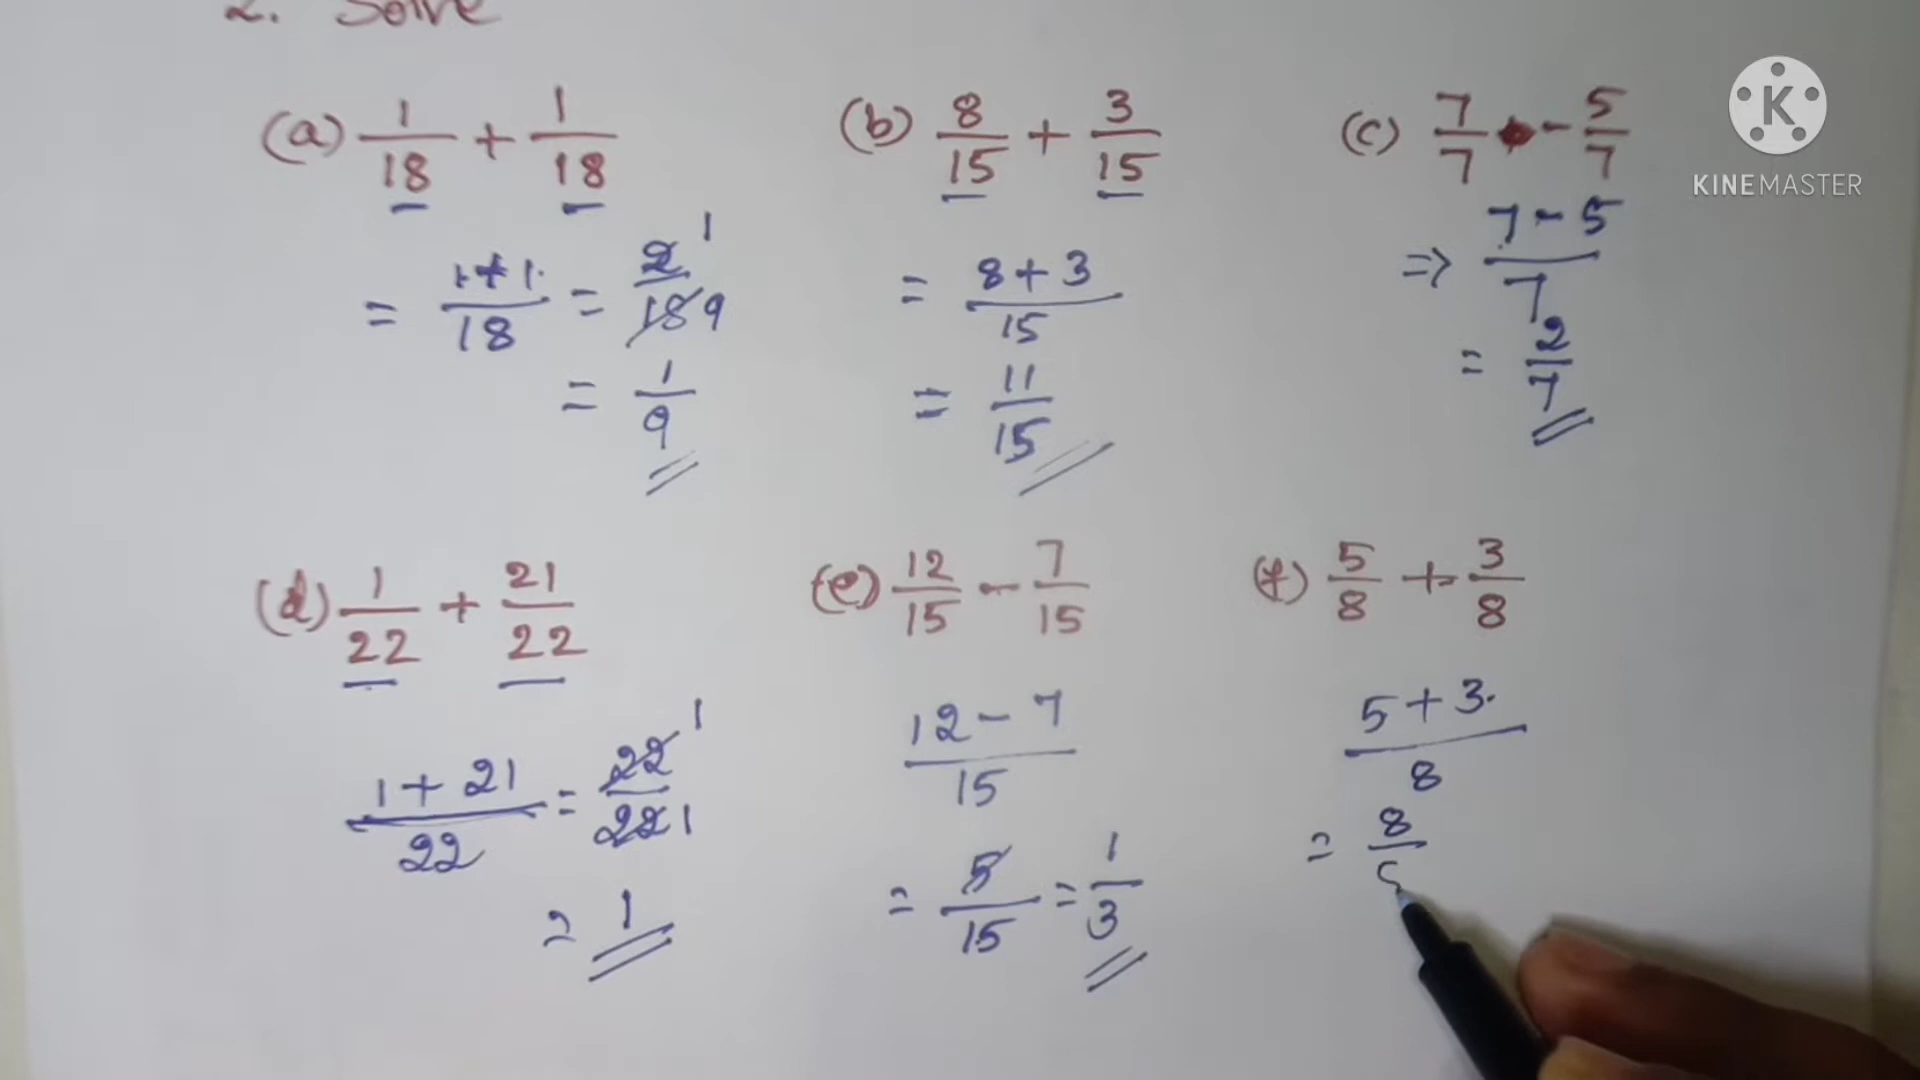 2. Solve
(a) 1/18 + 1/18
= 1+1/18 = 2/18 1 9
= 1/9
(b) 8/15 + 3/15
= 8+3/15
= 11/15
(c) 7/7 - 5/7
⇒ 7-5/7
= 2/7
(d) 1/22 + 21/22
1+21/22 = 22/22 1 1
= 1
(e) 12/15 - 7/15
12-7/15
= 5/15 = 1/3
(f) 5/8 + 3/8
5+3/8
= 8/
K
KINEMASTER